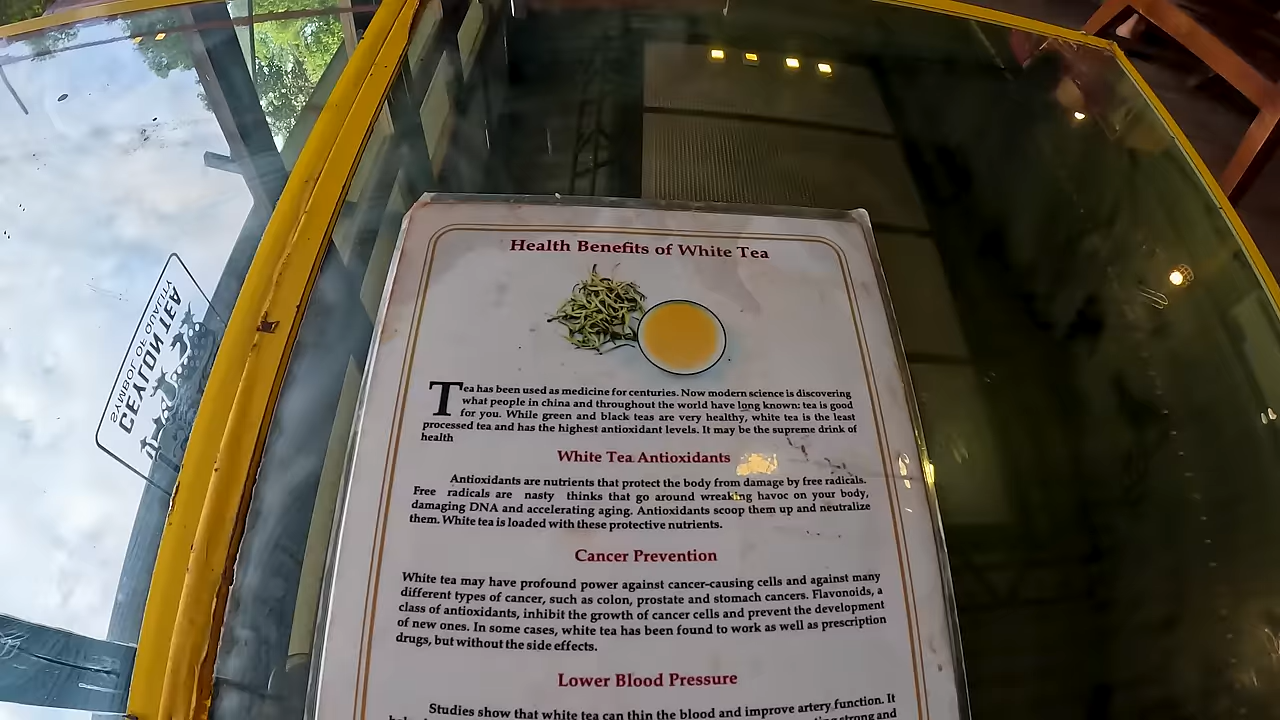 Health Benefits of White Tea
Tea has been used as medicine for centuries. Now modern science is discovering
what people in china and throughout the world have long known: tea is good
for you. While green and black teas are very healthy, white tea is the least
processed tea and has the highest antioxidant levels. It may be the supreme drink of
health
White Tea Antioxidants
Antioxidants are nutrients that protect the body from damage by free radicals.
Free radicals are nasty thinks that go around wreaking havoc on your body,
damaging DNA and accelerating aging. Antioxidants scoop them up and neutralize
them. White tea is loaded with these protective nutrients.
Cancer Prevention
White tea may have profound power against cancer-causing cells and against many
different types of cancer, such as colon, prostate and stomach cancers. Flavonoids, a
class of antioxidants, inhibit the growth of cancer cells and prevent the development
of new ones. In some cases, white tea has been found to work as well as prescription
drugs, but without the side effects.
Lower Blood Pressure
Studies show that white tea can thin the blood and improve artery function. It
strong and
CEYLON TEA
SYMBOL OF QUALITY